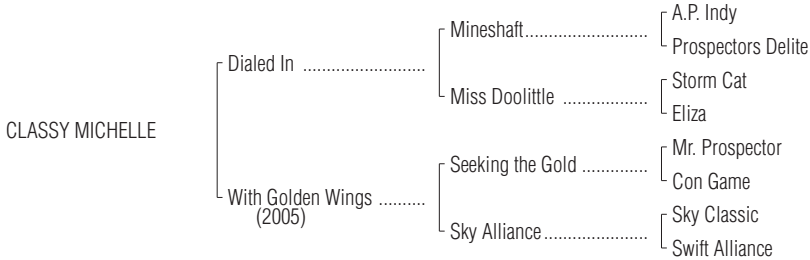 A.P. Indy
Mineshaft
Prospectors Delite
Dialed In
Storm Cat
Miss Doolittle
Eliza
CLASSY MICHELLE
Mr. Prospector
Seeking the Gold
Con Game
With Golden Wings
(2005)
Sky Classic
Sky Alliance
Swift Alliance